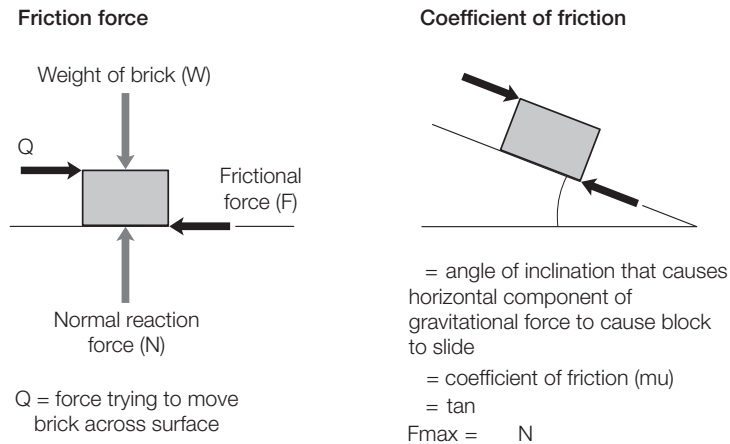 Friction force
Weight of brick (W)
Q
Frictional
force (F)
Normal reaction
force (N)
Q = force trying to move
brick across surface
Coefficient of friction
= angle of inclination that causes
horizontal component of
gravitational force to cause block
to slide
= coefficient of friction (mu)
= tan
Fmax = N